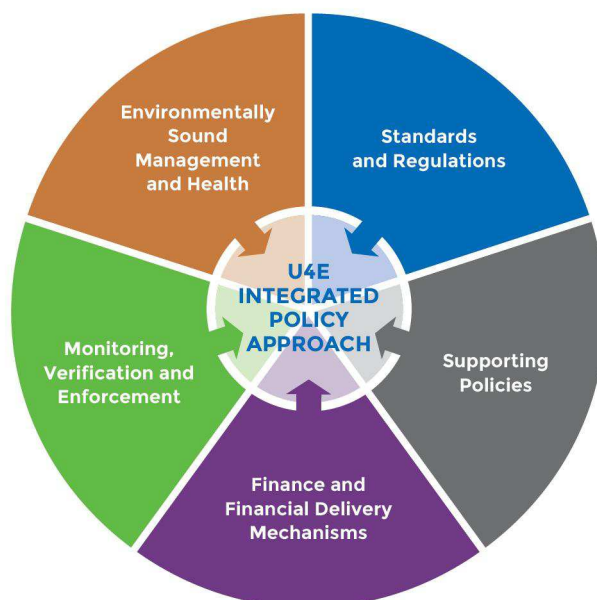 Environmentally
Sound
Management
and Health
Standards
and Regulations
U4E
INTEGRATED
POLICY
APPROACH
Monitoring,
Verification and
Enforcement
Supporting
Policies
Finance and
Financial Delivery
Mechanisms